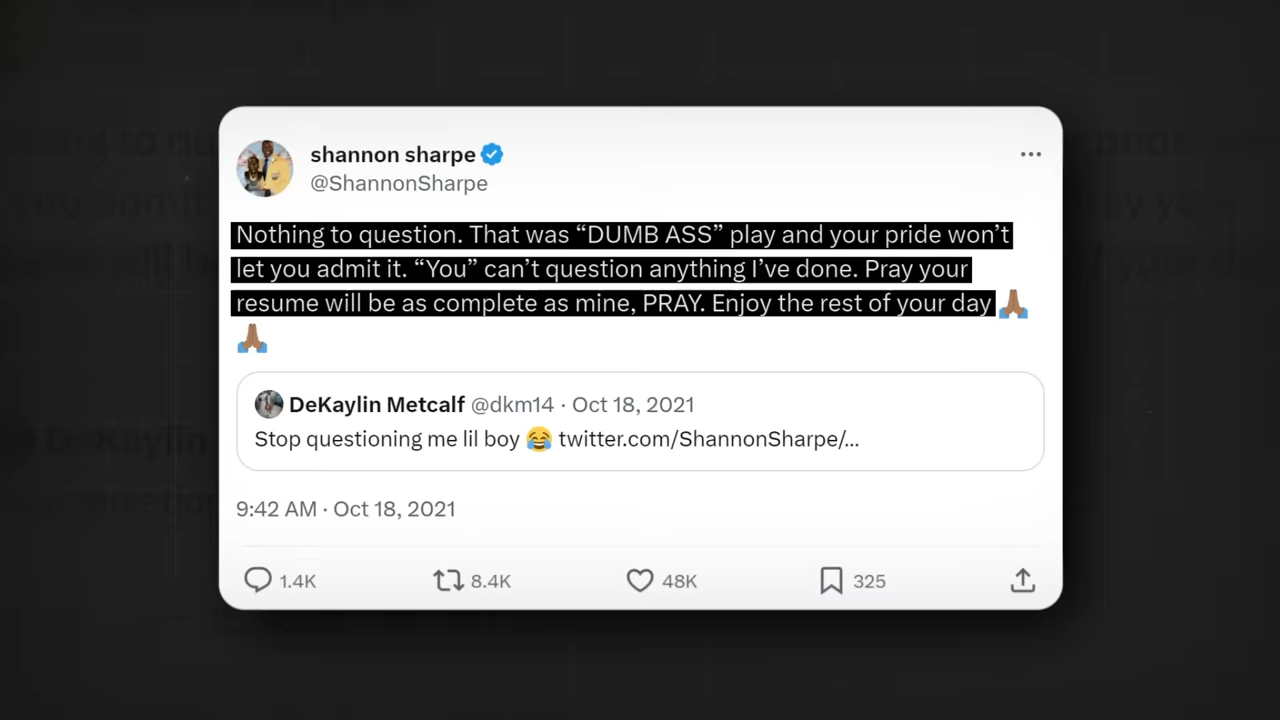 shannon sharpe
@ShannonSharpe
Nothing to question. That was “DUMB ASS” play and your pride won’t
let you admit it. “You” can’t question anything I’ve done. Pray your
resume will be as complete as mine, PRAY. Enjoy the rest of your day🙏🏾
🙏🏾
DeKaylin Metcalf @dkm14 · Oct 18, 2021
Stop questioning me lil boy 😂 twitter.com/ShannonSharpe/...
9:42 AM · Oct 18, 2021
1.4K 8.4K 48K 325